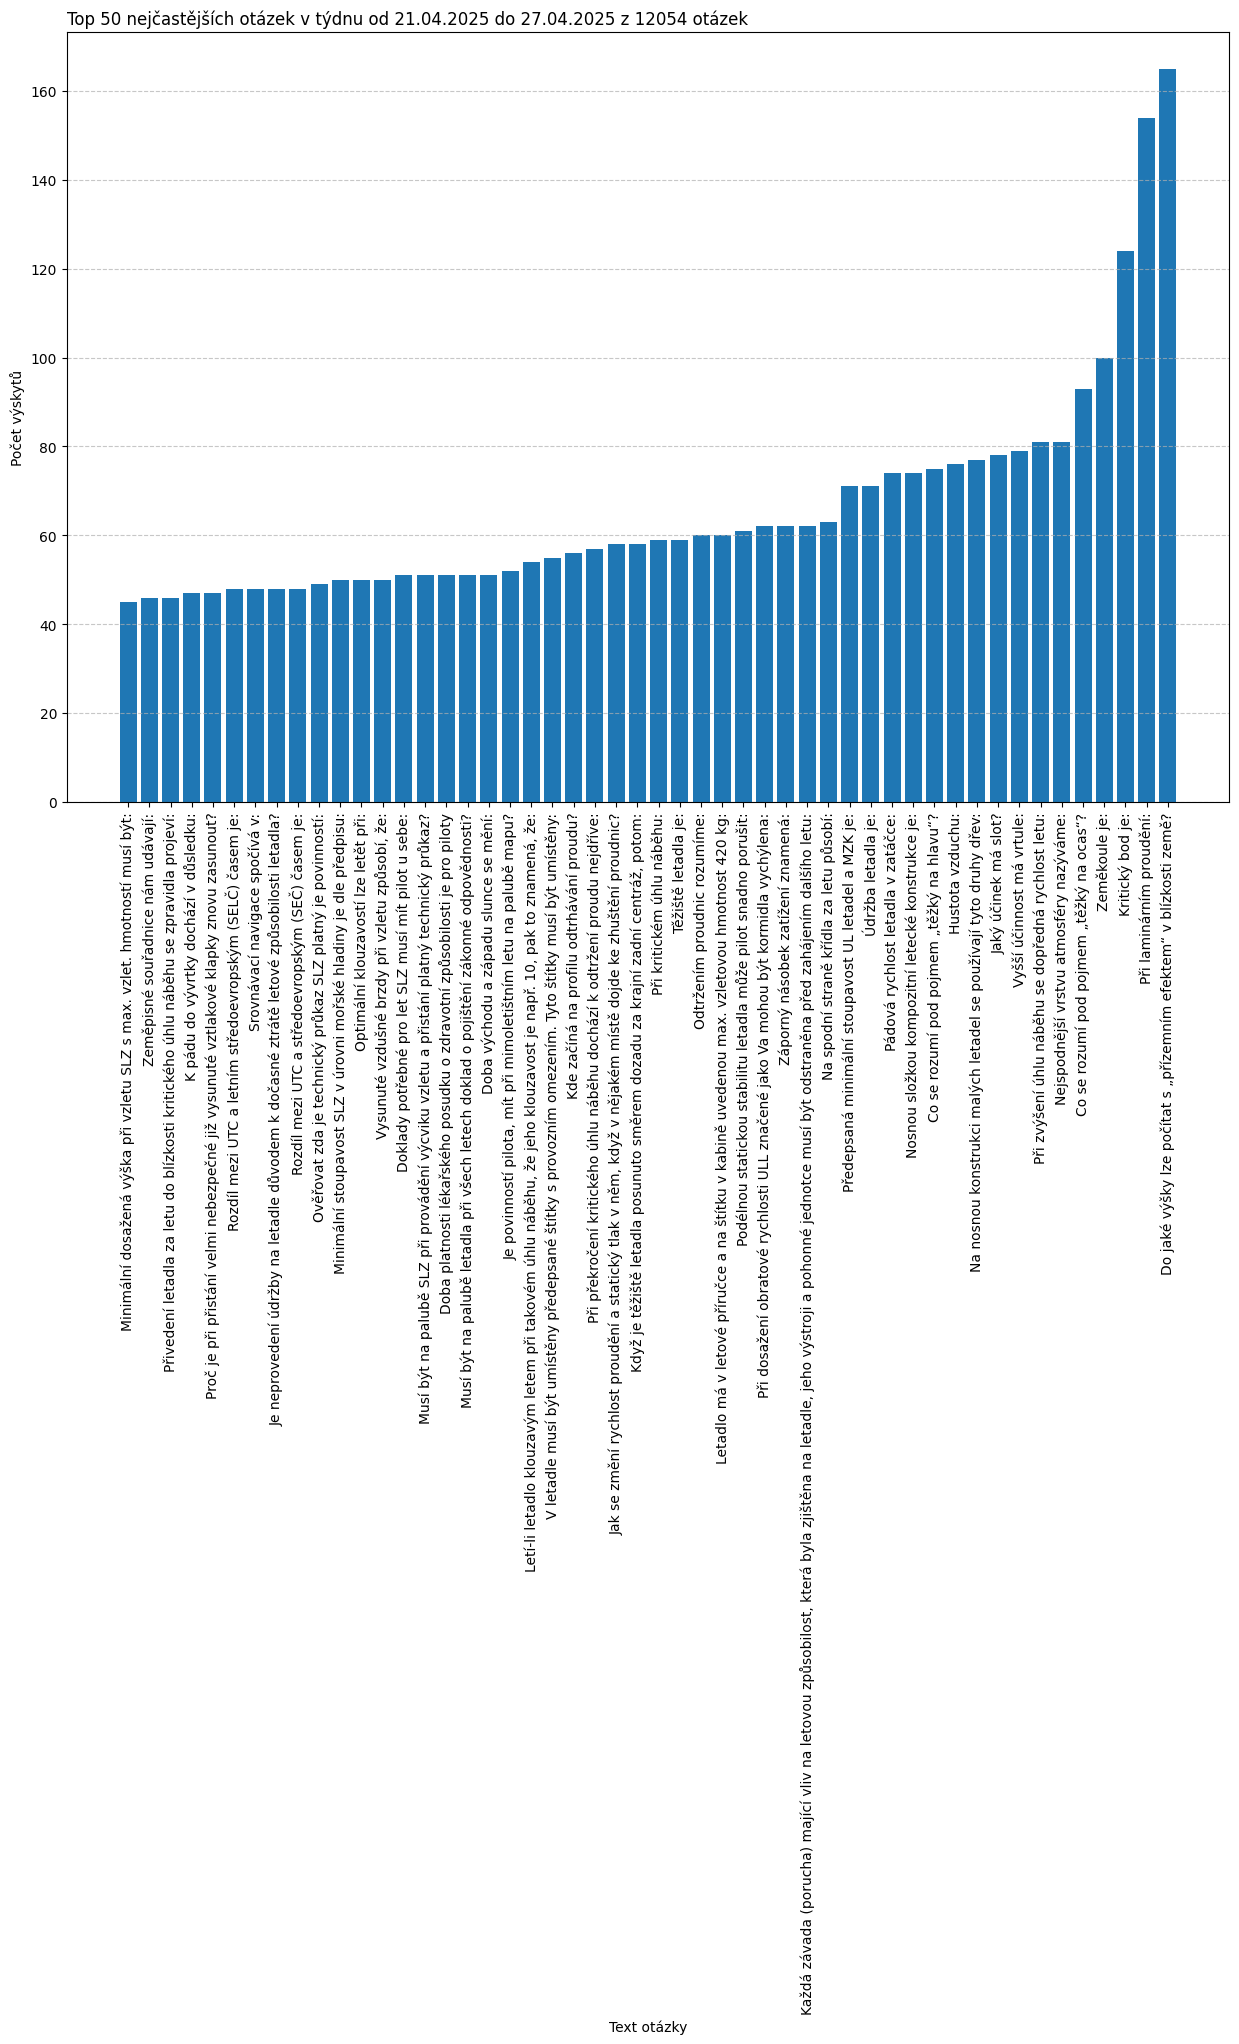 Top 50 nejčastějších otázek v týdnu od 21.04.2025 do 27.04.2025 z 12054 otázek
Počet výskytů
160
140
120
100
80
60
40
20
0
Minimální dosažená výška při vzletu SLZ s max. vzlet. hmotností musí být:
Zeměpisné souřadnice nám udávají:
Přivedení letadla za letu do blízkosti kritického úhlu náběhu se zpravidla projeví:
K pádu do vývrtky dochází v důsledku:
Proč je při přistání velmi nebezpečné již vysunuté vztlakové klapky znovu zasunout?
Rozdíl mezi UTC a letním středoevropským (SELČ) časem je:
Srovnávací navigace spočívá v:
Je neprovedení údržby na letadle důvodem k dočasné ztrátě letové způsobilosti letadla?
Rozdíl mezi UTC a středoevropským (SEČ) časem je:
Ověřovat zda je technický průkaz SLZ platný je povinností:
Minimální stoupavost SLZ v úrovni mořské hladiny je dle předpisu:
Optimální klouzavostí lze letět při:
Vysunuté vzdušné brzdy při vzletu způsobí, že:
Doklady potřebné pro let SLZ musí mít pilot u sebe:
Musí být na palubě SLZ při provádění výcviku vzletu a přistání platný technický průkaz?
Doba platnosti lékařského posudku o zdravotní způsobilosti je pro piloty
Musí být na palubě letadla při všech letech doklad o pojištění zákonné odpovědnosti?
Doba východu a západu slunce se mění:
Je povinností pilota, mít při mimoletištním letu na palubě mapu?
Letí-li letadlo klouzavým letem při takovém úhlu náběhu, že jeho klouzavost je např. 10, pak to znamená, že:
V letadle musí být umístěny předepsané štítky s provozním omezením. Tyto štítky musí být umístěny:
Kde začíná na profilu odtrhávání proudu?
Při překročení kritického úhlu náběhu dochází k odtržení proudu nejdříve:
Jak se změní rychlost proudění a statický tlak v něm, když v nějakém místě dojde ke zhuštění proudnic?
Když je těžiště letadla posunuto směrem dozadu za krajní zadní centráž, potom:
Při kritickém úhlu náběhu:
Těžiště letadla je:
Odtržením proudnic rozumíme:
Letadlo má v letové příručce a na štítku v kabině uvedenou max. vzletovou hmotnost 420 kg:
Podélnou statickou stabilitu letadla může pilot snadno porušit:
Při dosažení obratové rychlosti ULL značené jako Va mohou být kormidla vychýlena:
Záporný násobek zatížení znamená:
Každá závada (porucha) mající vliv na letovou způsobilost, která byla zjištěna na letadle, jeho výstroji a pohonné jednotce musí být odstraněna před zahájením dalšího letu:
Na spodní straně křídla za letu působí:
Předepsaná minimální stoupavost UL letadel a MZK je:
Údržba letadla je:
Pádová rychlost letadla v zatáčce:
Nosnou složkou kompozitní letecké konstrukce je:
Co se rozumí pod pojmem „těžký na hlavu“?
Hustota vzduchu:
Na nosnou konstrukci malých letadel se používají tyto druhy dřev:
Jaký účinek má slot?
Vyšší účinnost má vrtule:
Při zvýšení úhlu náběhu se dopředná rychlost letu:
Nejspodnější vrstvu atmosféry nazýváme:
Co se rozumí pod pojmem „těžký na ocas“?
Zeměkoule je:
Kritický bod je:
Při laminárním proudění:
Do jaké výšky lze počítat s „přízemním efektem“ v blízkosti země?
Text otázky